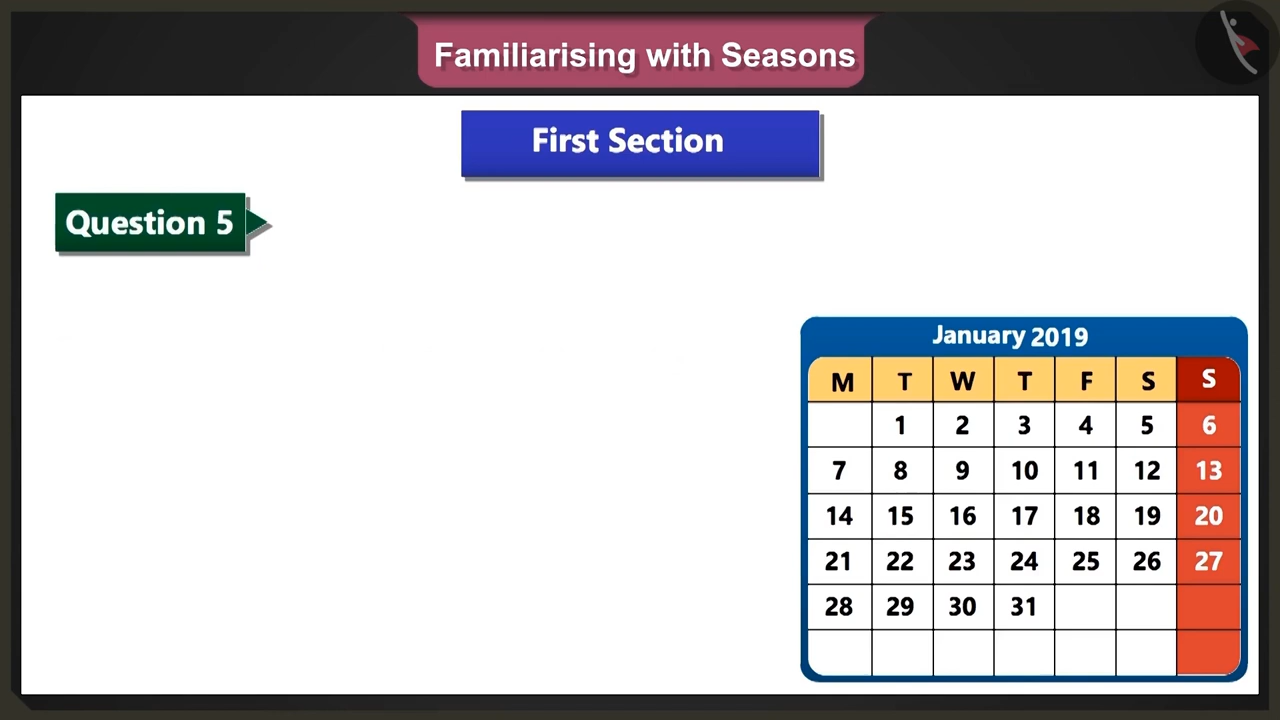 Familiarising with Seasons
First Section
Question 5
January 2019
M T W T F S S
1 2 3 4 5 6
7 8 9 10 11 12 13
14 15 16 17 18 19 20
21 22 23 24 25 26 27
28 29 30 31